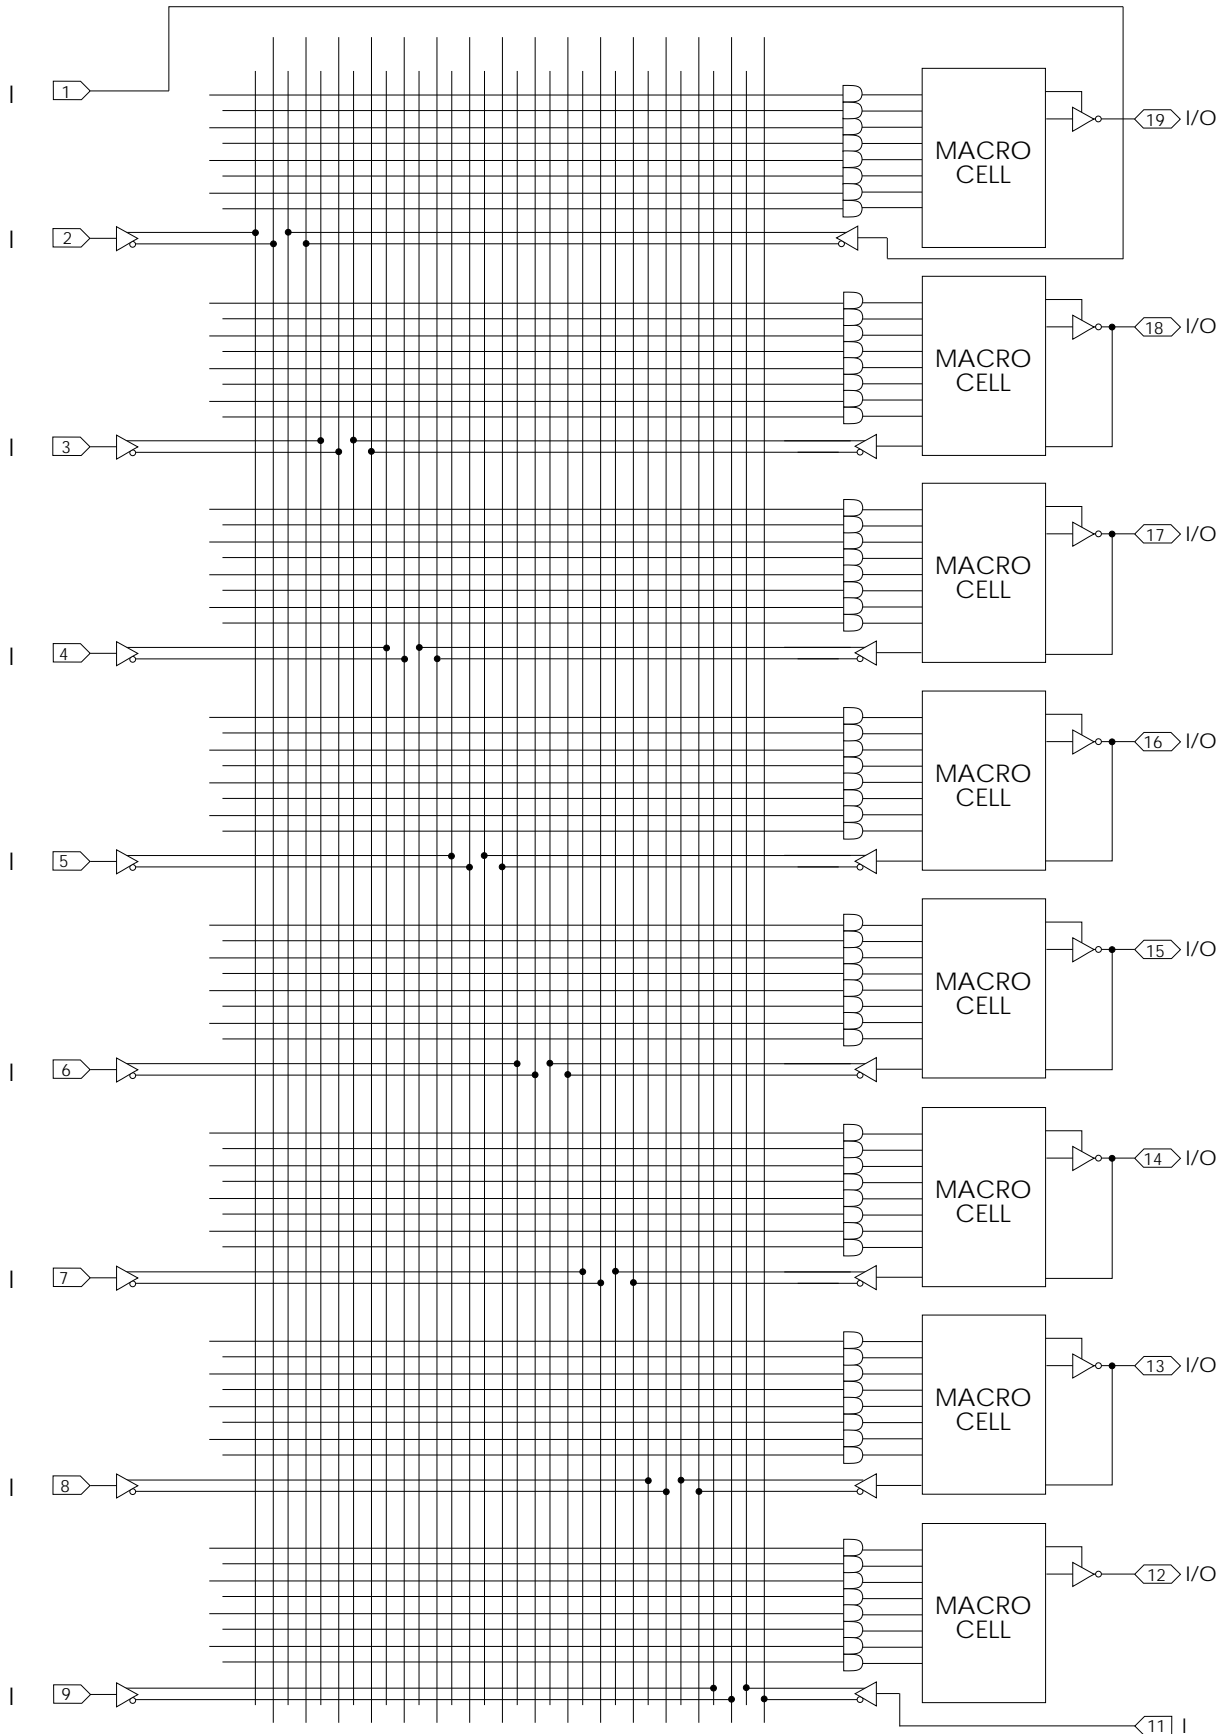 I 1
MACRO
CELL
19 I/O
I 2
MACRO
CELL
18 I/O
I 3
MACRO
CELL
17 I/O
I 4
MACRO
CELL
16 I/O
I 5
MACRO
CELL
15 I/O
I 6
MACRO
CELL
14 I/O
I 7
MACRO
CELL
13 I/O
I 8
MACRO
CELL
12 I/O
I 9
11 I